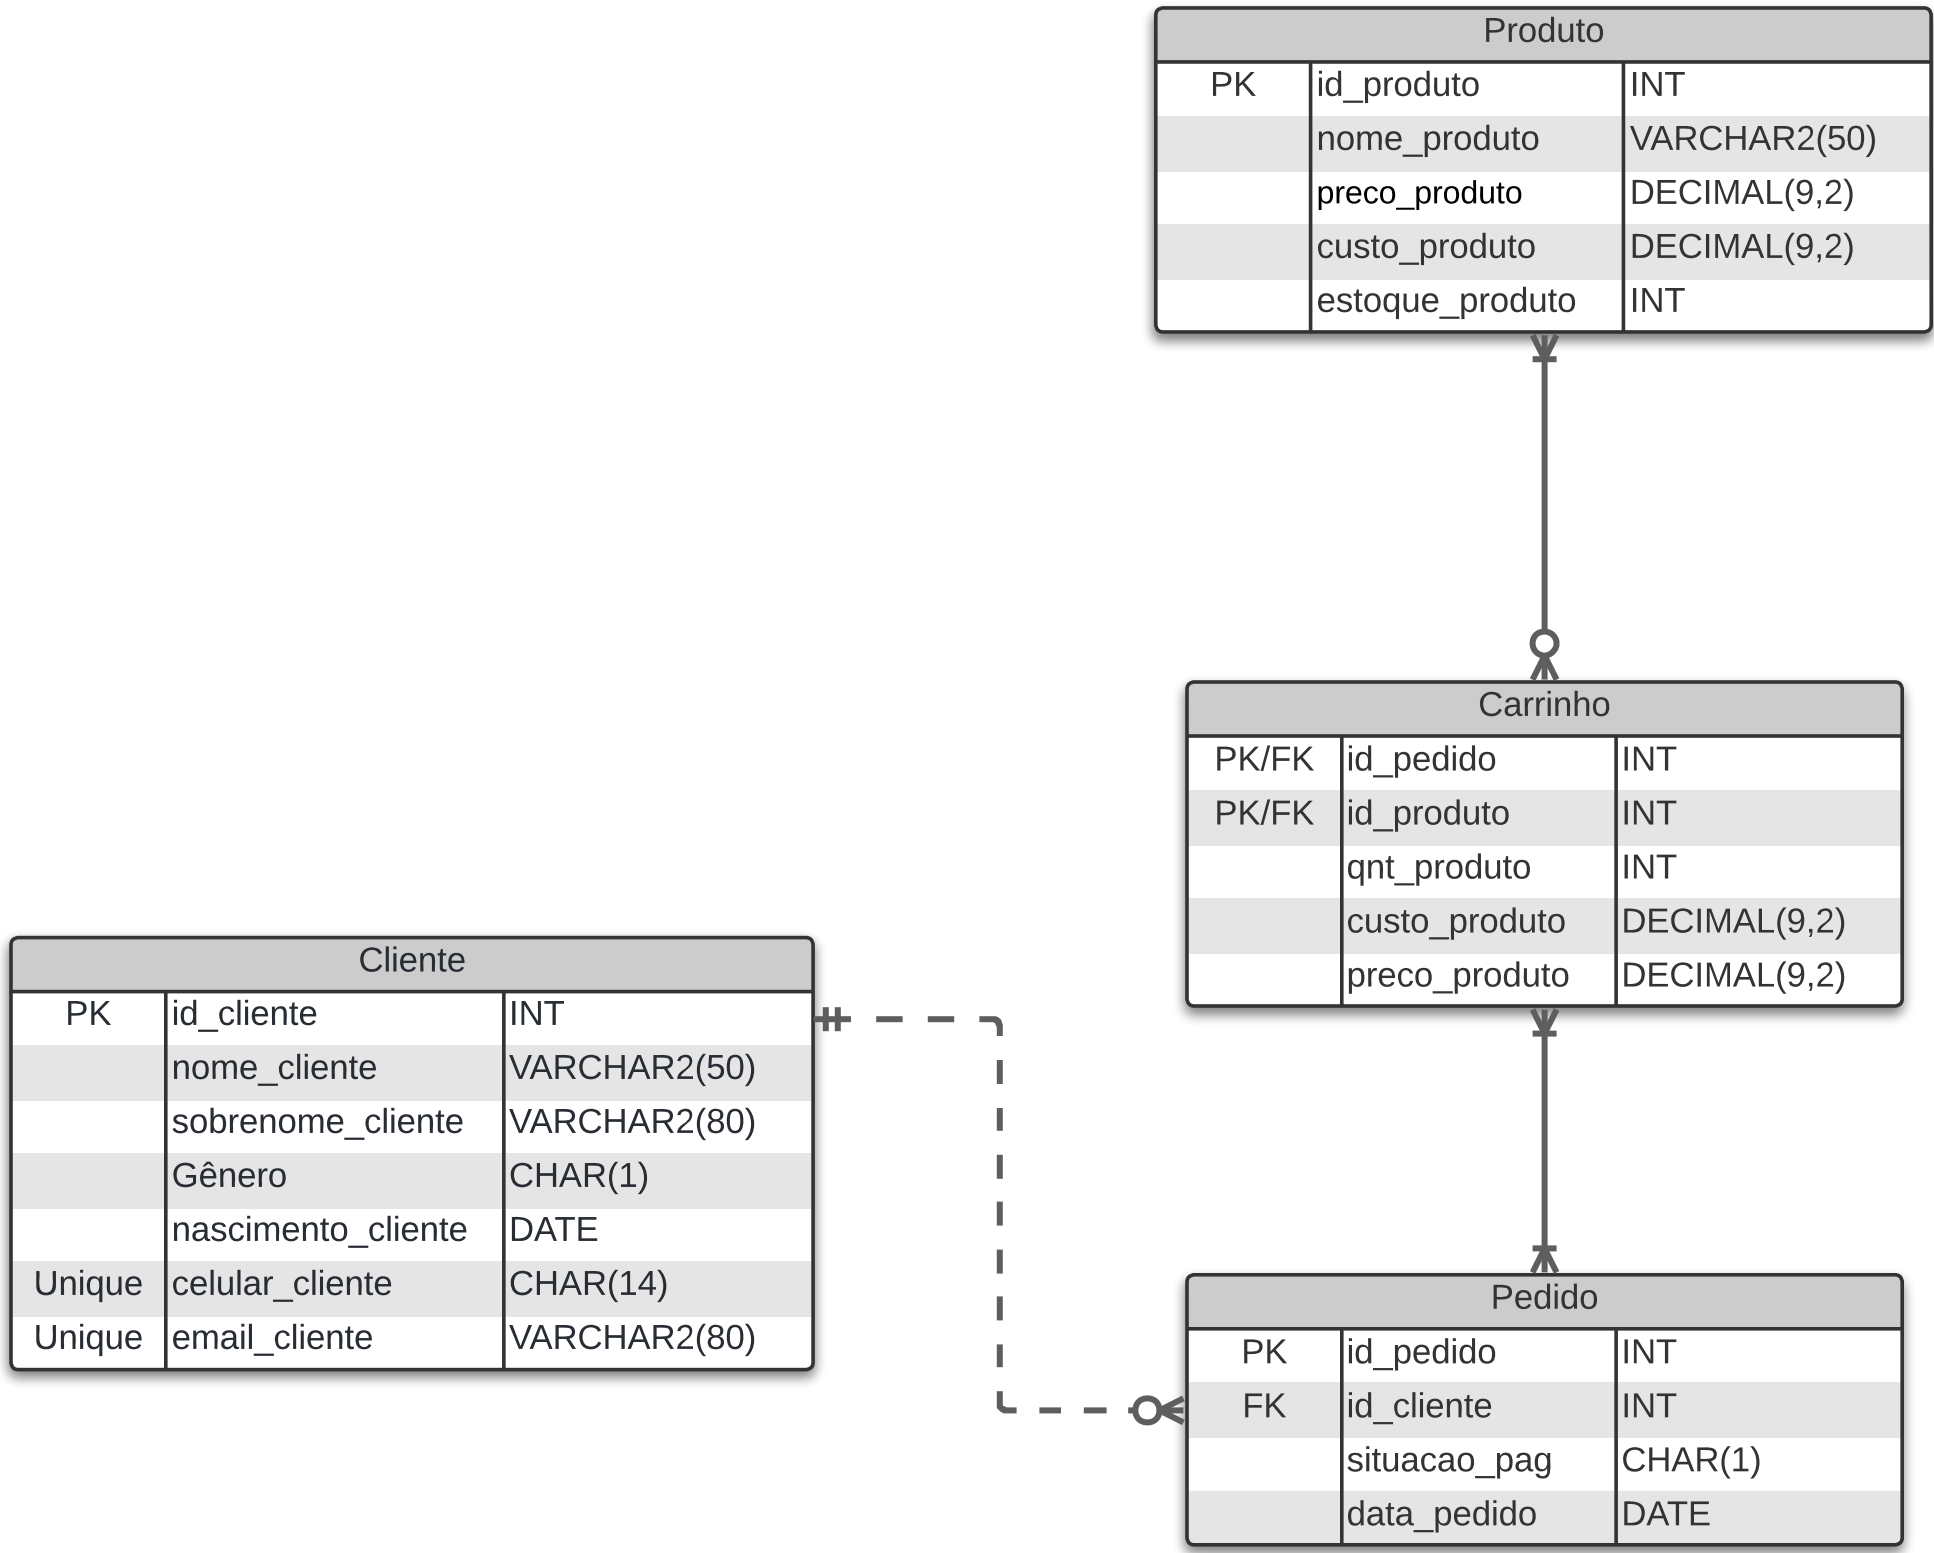 Produto
PK id_produto INT
nome_produto VARCHAR2(50)
preco_produto DECIMAL(9,2)
custo_produto DECIMAL(9,2)
estoque_produto INT
Carrinho
PK/FK id_pedido INT
PK/FK id_produto INT
qnt_produto INT
custo_produto DECIMAL(9,2)
preco_produto DECIMAL(9,2)
Cliente
PK id_cliente INT
nome_cliente VARCHAR2(50)
sobrenome_cliente VARCHAR2(80)
Gênero CHAR(1)
nascimento_cliente DATE
Unique celular_cliente CHAR(14)
Unique email_cliente VARCHAR2(80)
Pedido
PK id_pedido INT
FK id_cliente INT
situacao_pag CHAR(1)
data_pedido DATE